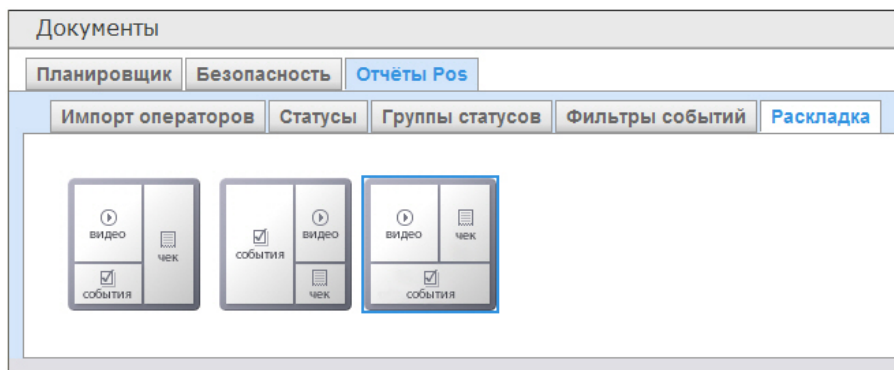 Документы
Планировщик Безопасность Отчёты Pos
Импорт операторов Статусы Группы статусов Фильтры событий Раскладка
видео
чек
события
события
видео
чек
видео
чек
события